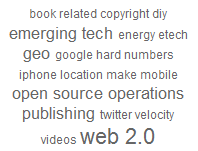 book related copyright diy
emerging tech energy etech
geo google hard numbers
iphone location make mobile
open source operations
publishing twitter velocity
videos web 2.0